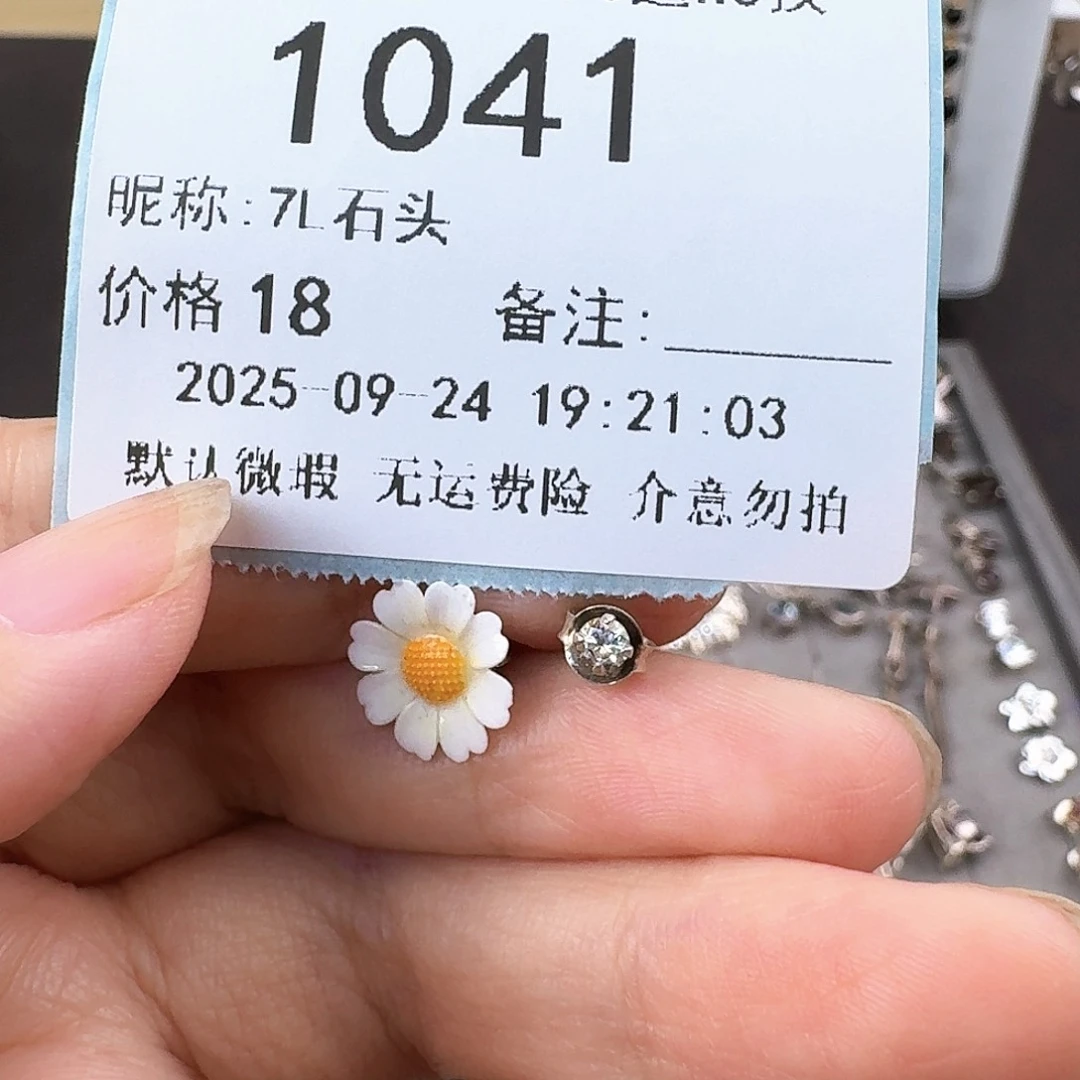 1041
昵称:7L石头
价格 18 备注:
2025-09-24 19:21:03
默认微瑕 无运费险 介意勿拍